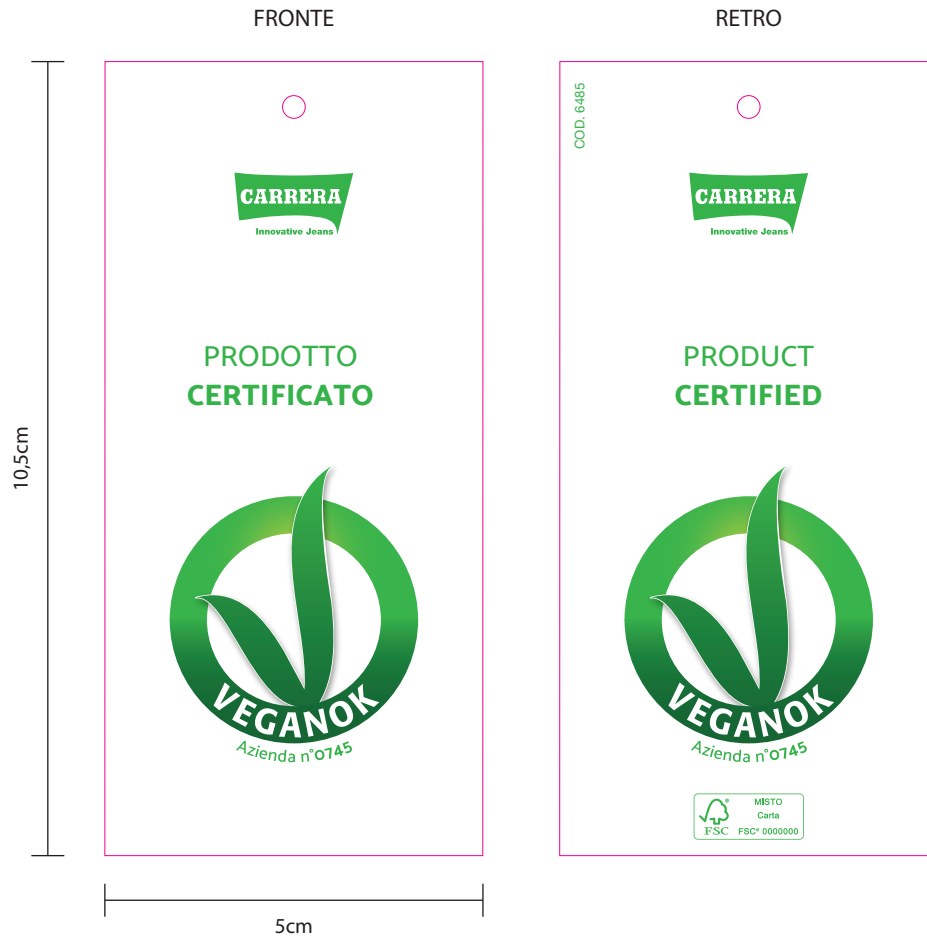 FRONTE
CARRERA
Innovative Jeans
PRODOTTO
CERTIFICATO
VEGANOK
Azienda n°0745
10,5cm
5cm
RETRO
COD. 6485
CARRERA
Innovative Jeans
PRODUCT
CERTIFIED
VEGANOK
Azienda n°0745
FSC
MISTO
Carta
FSC® 0000000